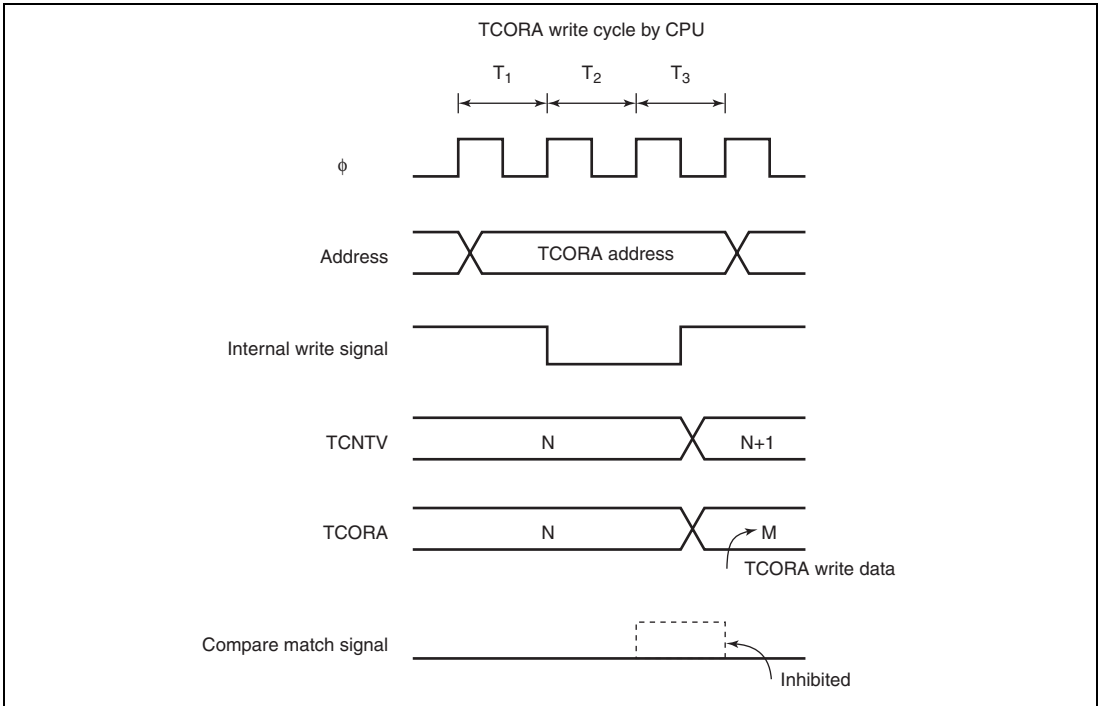 TCORA write cycle by CPU
T1 T2 T3
ϕ
Address TCORA address
Internal write signal
TCNTV N N+1
TCORA N M
TCORA write data
Compare match signal
Inhibited